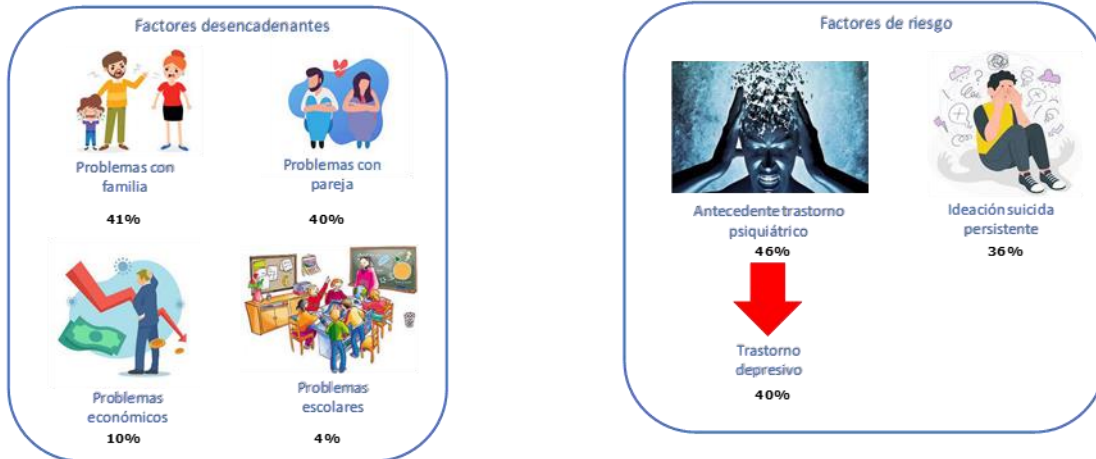 Factores desencadenantes
Problemas con
familia
41%
Problemas con
pareja
40%
Problemas
económicos
10%
Problemas
escolares
4%
Factores de riesgo
Antecedente trastorno
psiquiátrico
46%
Ideación suicida
persistente
36%
Trastorno
depresivo
40%